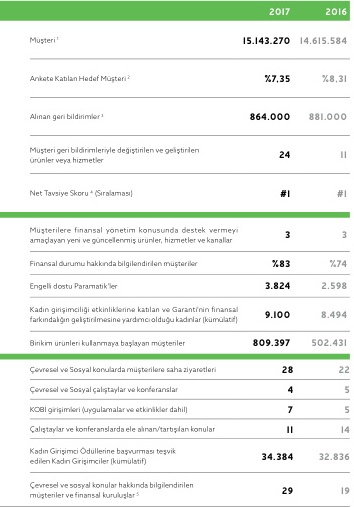 2017 2016
Müşteri ¹ 15.143.270 14.615.584
Ankete Katılan Hedef Müşteri ² %7,35 %8,31
Alınan geri bildirimler ³ 864.000 881.000
Müşteri geri bildirimleriyle değiştirilen ve geliştirilen
ürünler veya hizmetler 24 11
Net Tavsiye Skoru ⁴ (Sıralaması) #1 #1
Müşterilere finansal yönetim konusunda destek vermeyi
amaçlayan yeni ve güncellenmiş ürünler, hizmetler ve kanallar 3 3
Finansal durumu hakkında bilgilendirilen müşteriler %83 %74
Engelli dostu Paramatik'ler 3.824 2.598
Kadın girişimciliği etkinliklerine katılan ve Garanti'nin finansal
farkındalığın geliştirilmesine yardımcı olduğu kadınlar (kümülatif) 9.100 8.494
Birikim ürünleri kullanmaya başlayan müşteriler 809.397 502.431
Çevresel ve Sosyal konularda müşterilere saha ziyaretleri 28 22
Çevresel ve Sosyal çalıştaylar ve konferanslar 4 5
KOBİ girişimleri (uygulamalar ve etkinlikler dahil) 7 5
Çalıştaylar ve konferanslarda ele alınan/tartışılan konular 11 14
Kadın Girişimci Ödüllerine başvurması teşvik
edilen Kadın Girişimciler (kümülatif) 34.384 32.836
Çevresel ve sosyal konular hakkında bilgilendirilen
müşteriler ve finansal kuruluşlar ⁵ 29 19